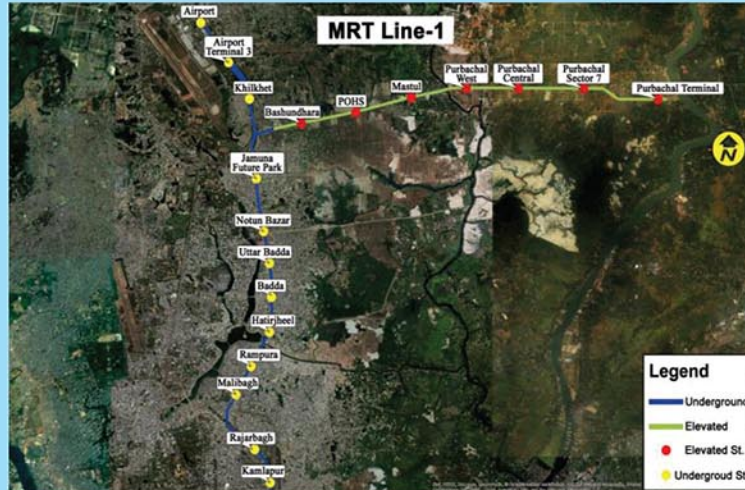 MRT Line-1
Airport
Airport
Terminal 3
Khilkhet
Bashundhara
POHS
Mastul
Purbachal
West
Purbachal
Central
Purbachal
Sector 7
Purbachal Terminal
N
Jamuna
Future Park
Notun Bazar
Uttar Badda
Badda
Hatirjheel
Rampura
Malibagh
Rajarbagh
Kamlapur
Legend
Underground
Elevated
Elevated St.
Undergroud St